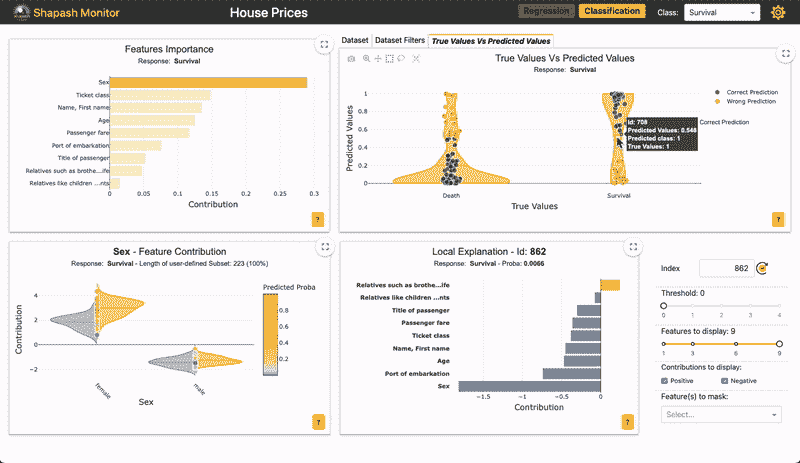 Shapash Monitor
House Prices
Regression
Classification
Class:
Survival
Features Importance
Response: Survival
Sex
Ticket class
Name, First name
Age
Passenger fare
Port of embarkation
Title of passenger
Relatives such as brothe...ife
Relatives like children ...nts
0
0.05
0.1
0.15
0.2
0.25
0.3
Contribution
?
Dataset
Dataset Filters
True Values Vs Predicted Values
True Values Vs Predicted Values
Response: Survival
Predicted Values
1
0.8
0.6
0.4
0.2
0
Death
Survival
True Values
Correct Prediction
Wrong Prediction
Id: 708
Predicted Values: 0.548
Predicted class: 1
True Values: 1
Correct Prediction
?
Sex - Feature Contribution
Response: Survival - Length of user-defined Subset: 223 (100%)
Contribution
4
2
0
−2
female
male
Sex
Predicted Proba
0.8
0.6
0.4
0.2
?
Local Explanation - Id: 862
Response: Survival - Proba: 0.0066
Relatives such as brothe...ife
Relatives like children ...nts
Title of passenger
Passenger fare
Ticket class
Name, First name
Age
Port of embarkation
Sex
−1.5
−1
−0.5
0
Contribution
?
Index
862
Threshold: 0
0
1
2
3
4
Features to display: 9
1
3
6
9
Contributions to display:
Positive
Negative
Feature(s) to mask:
Select...